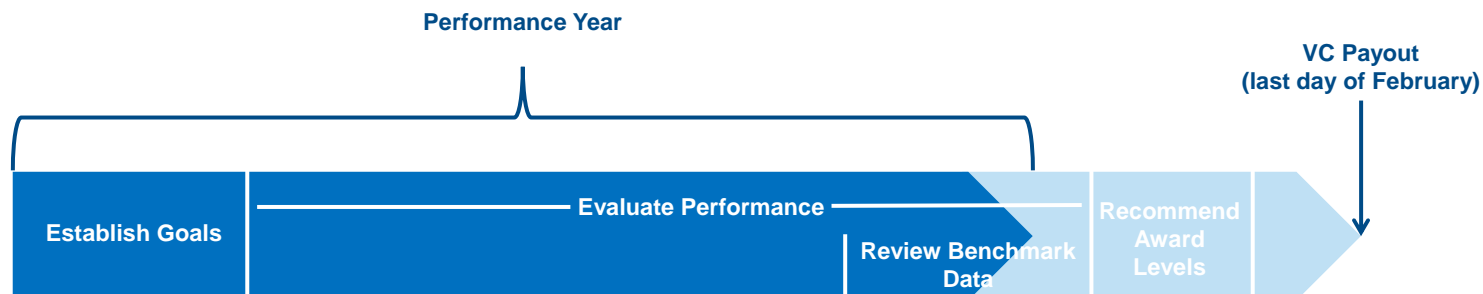 Performance Year
VC Payout
(last day of February)
Establish Goals
Evaluate Performance
Review Benchmark
Data
Recommend
Award
Levels